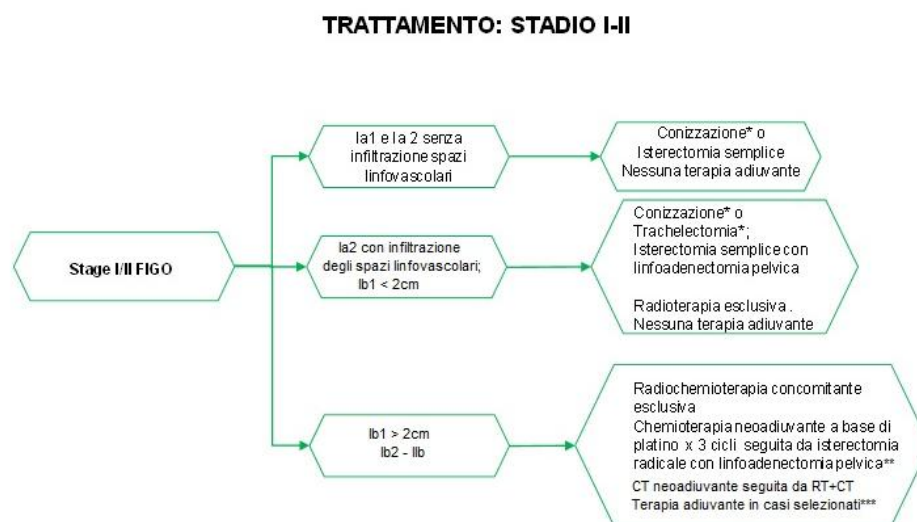 TRATTAMENTO: STADIO I-II
Stage I/II FIGO
Ia1 e Ia 2 senza
infiltrazione spazi
linfovascolari
Conizzazione* o
Isterectomia semplice
Nessuna terapia adiuvante
Ia2 con infiltrazione
degli spazi linfovascolari;
Ib1 < 2cm
Conizzazione* o
Trachelectomia*;
Isterectomia semplice con
linfoadenectomia pelvica
Radioterapia esclusiva .
Nessuna terapia adiuvante
Ib1 > 2cm
Ib2 - IIb
Radiochemioterapia concomitante
esclusiva
Chemioterapia neoadiuvante a base di
platino x 3 cicli seguita da isterectomia
radicale con linfoadenectomia pelvica**
CT neoadiuvante seguita da RT+CT
Terapia adiuvante in casi selezionati***